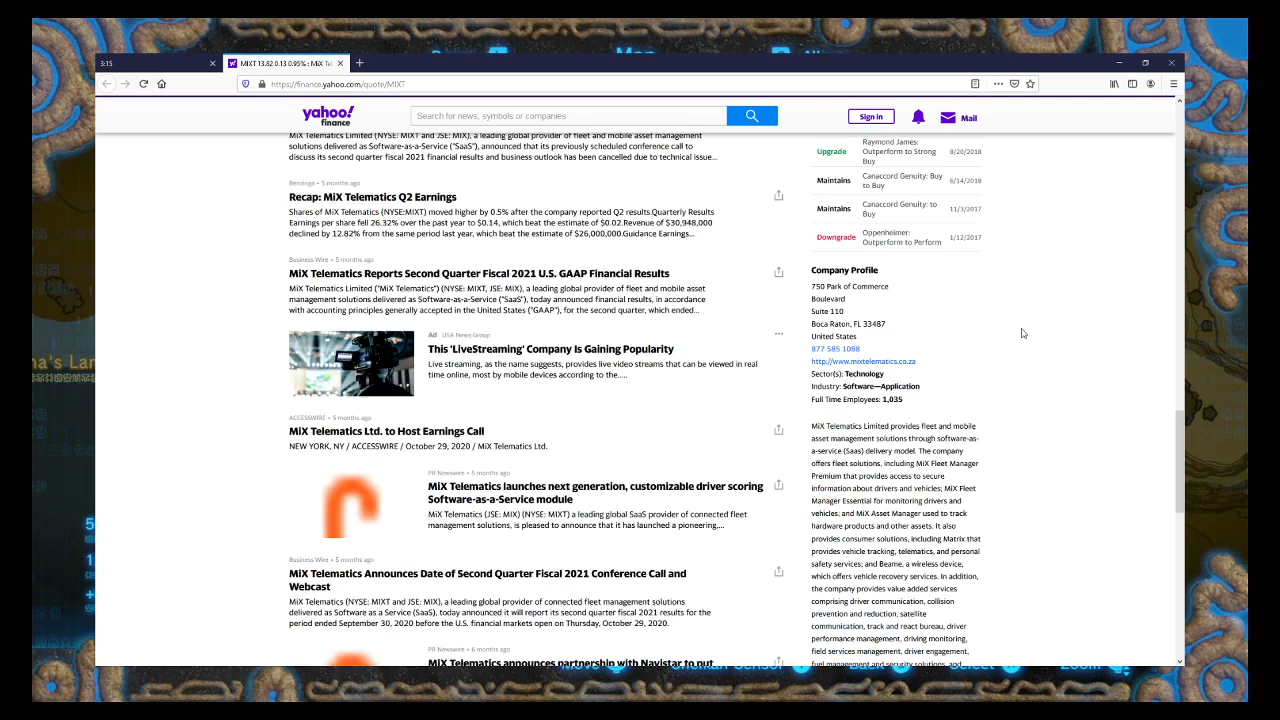 3:15
MIXT 13.82 0.13 0.95% : MiX Tel
https://finance.yahoo.com/quote/MIXT
yahoo!
finance
Search for news, symbols or companies
Sign in
Mail
MiX Telematics Limited (NYSE: MIXT and JSE: MIX), a leading global provider of fleet and mobile asset management
solutions delivered as Software-as-a-Service ("SaaS"), announced that its previously scheduled conference call to
discuss its second quarter fiscal 2021 financial results and business outlook has been cancelled due to technical issue...
Benzinga • 5 months ago
Recap: MiX Telematics Q2 Earnings
Shares of MiX Telematics (NYSE:MIXT) moved higher by 0.5% after the company reported Q2 results.Quarterly Results
Earnings per share fell 26.32% over the past year to $0.14, which beat the estimate of $0.02.Revenue of $30,948,000
declined by 12.82% from the same period last year, which beat the estimate of $26,000,000.Guidance Earnings...
Business Wire • 5 months ago
MiX Telematics Reports Second Quarter Fiscal 2021 U.S. GAAP Financial Results
MiX Telematics Limited ("MiX Telematics") (NYSE: MIXT, JSE: MIX), a leading global provider of fleet and mobile asset
management solutions delivered as Software-as-a-Service ("SaaS"), today announced financial results, in accordance
with accounting principles generally accepted in the United States ("GAAP"), for the second quarter, which ended...
Ad USA News Group
This 'LiveStreaming' Company Is Gaining Popularity
Live streaming, as the name suggests, provides live video streams that can be viewed in real
time online, most by mobile devices according to the.....
ACCESSWIRE • 5 months ago
MiX Telematics Ltd. to Host Earnings Call
NEW YORK, NY / ACCESSWIRE / October 29, 2020 / MiX Telematics Ltd.
PR Newswire • 5 months ago
MiX Telematics launches next generation, customizable driver scoring
Software-as-a-Service module
MiX Telematics (JSE: MIX) (NYSE: MIXT) a leading global SaaS provider of connected fleet
management solutions, is pleased to announce that it has launched a pioneering,...
Business Wire • 5 months ago
MiX Telematics Announces Date of Second Quarter Fiscal 2021 Conference Call and
Webcast
MiX Telematics (NYSE: MIXT and JSE: MIX), a leading global provider of connected fleet management solutions
delivered as Software as a Service (SaaS), today announced it will report its second quarter fiscal 2021 results for the
period ended September 30, 2020 before the U.S. financial markets open on Thursday, October 29, 2020.
PR Newswire • 6 months ago
MiX Telematics announces partnership with Navistar to put
Upgrade Raymond James: Outperform to Strong Buy 8/20/2018
Maintains Canaccord Genuity: Buy to Buy 6/14/2018
Maintains Canaccord Genuity: to Buy 11/3/2017
Downgrade Oppenheimer: Outperform to Perform 1/12/2017
Company Profile
750 Park of Commerce
Boulevard
Suite 110
Boca Raton, FL 33487
United States
877 585 1088
http://www.mixtelematics.co.za
Sector(s): Technology
Industry: Software—Application
Full Time Employees: 1,035
MiX Telematics Limited provides fleet and mobile
asset management solutions through software-as-
a-service (Saas) delivery model. The company
offers fleet solutions, including MiX Fleet Manager
Premium that provides access to secure
information about drivers and vehicles; MiX Fleet
Manager Essential for monitoring drivers and
vehicles; and MiX Asset Manager used to track
hardware products and other assets. It also
provides consumer solutions, including Matrix that
provides vehicle tracking, telematics, and personal
safety services; and Beame, a wireless device,
which offers vehicle recovery services. In addition,
the company provides value added services
comprising driver communication, collision
prevention and reduction, satellite
communication, track and react bureau, driver
performance management, driving monitoring,
field services management, driver engagement,
fuel management and security solutions, and